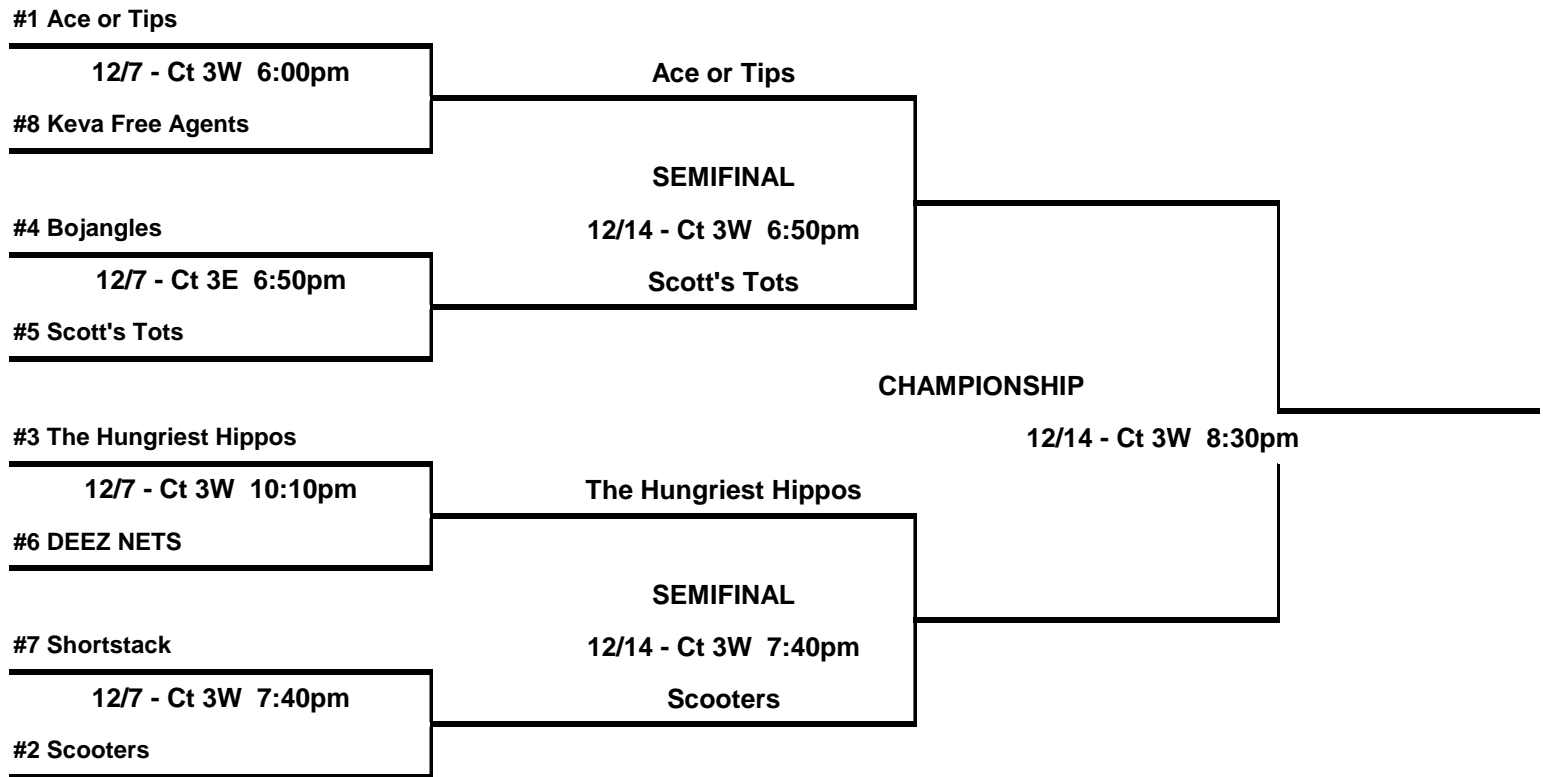 #1 Ace or Tips
12/7 - Ct 3W  6:00pm
Ace or Tips
#8 Keva Free Agents
SEMIFINAL
#4 Bojangles
12/14 - Ct 3W  6:50pm
12/7 - Ct 3E  6:50pm
Scott's Tots
#5 Scott's Tots
CHAMPIONSHIP
#3 The Hungriest Hippos
12/14 - Ct 3W  8:30pm
12/7 - Ct 3W  10:10pm
The Hungriest Hippos
#6 DEEZ NETS
SEMIFINAL
#7 Shortstack
12/14 - Ct 3W  7:40pm
12/7 - Ct 3W  7:40pm
Scooters
#2 Scooters